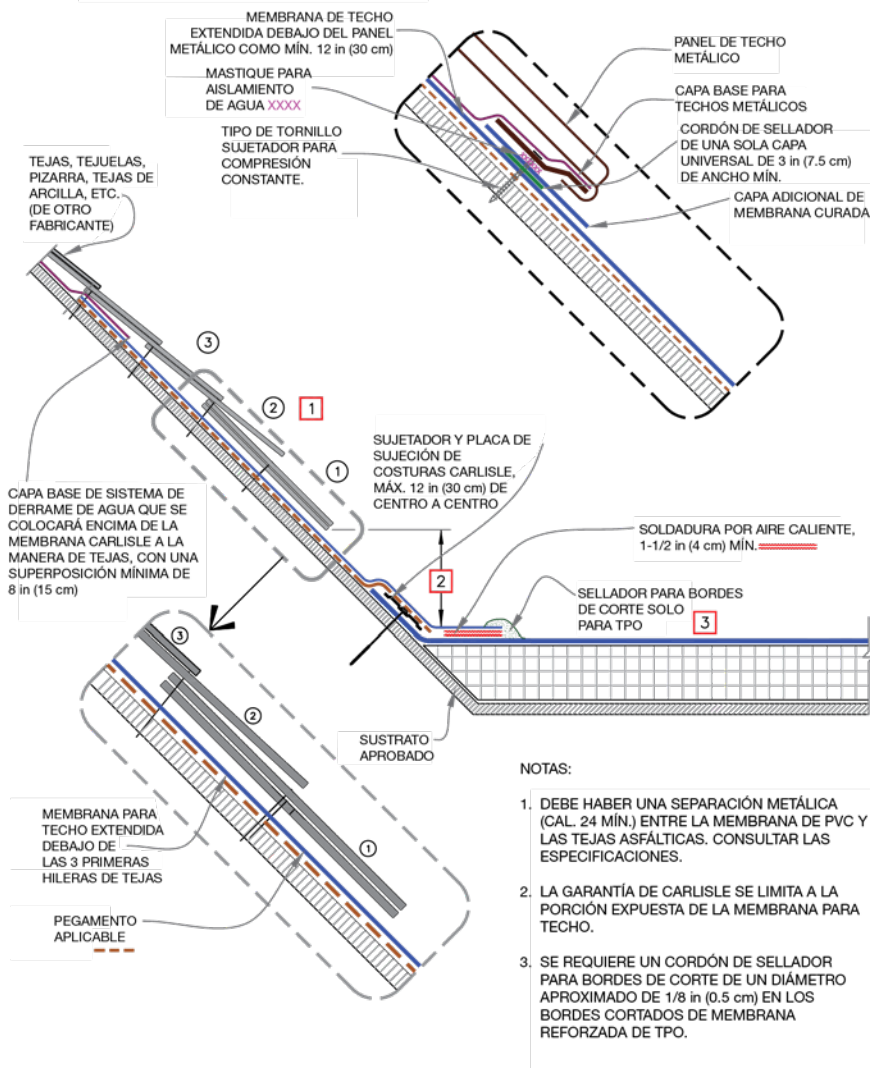 MEMBRANA DE TECHO
EXTENDIDA DEBAJO DEL PANEL
METÁLICO COMO MÍN. 12 in (30 cm)
MASTIQUE PARA
AISLAMIENTO
DE AGUA XXXX
TIPO DE TORNILLO
SUJETADOR PARA
COMPRESIÓN
CONSTANTE.
PANEL DE TECHO
METÁLICO
CAPA BASE PARA
TECHOS METÁLICOS
CORDÓN DE SELLADOR
DE UNA SOLA CAPA
UNIVERSAL DE 3 in (7.5 cm)
DE ANCHO MÍN.
CAPA ADICIONAL DE
MEMBRANA CURADA
XXXX
TEJAS, TEJUELAS,
PIZARRA, TEJAS DE
ARCILLA, ETC.
(DE OTRO
FABRICANTE)
3
2 1
1
SUJETADOR Y PLACA DE
SUJECIÓN DE
COSTURAS CARLISLE,
MÁX. 12 in (30 cm) DE
CENTRO A CENTRO
CAPA BASE DE SISTEMA DE
DERRAME DE AGUA QUE SE
COLOCARÁ ENCIMA DE LA
MEMBRANA CARLISLE A LA
MANERA DE TEJAS, CON UNA
SUPERPOSICIÓN MÍNIMA DE
8 in (15 cm)
SOLDADURA POR AIRE CALIENTE,
1-1/2 in (4 cm) MÍN.
2
SELLADOR PARA BORDES
DE CORTE SOLO
PARA TPO
3
3
2
1
SUSTRATO
APROBADO
MEMBRANA PARA
TECHO EXTENDIDA
DEBAJO DE
LAS 3 PRIMERAS
HILERAS DE TEJAS
PEGAMENTO
APLICABLE
NOTAS:
1. DEBE HABER UNA SEPARACIÓN METÁLICA
(CAL. 24 MÍN.) ENTRE LA MEMBRANA DE PVC Y
LAS TEJAS ASFÁLTICAS. CONSULTAR LAS
ESPECIFICACIONES.
2. LA GARANTÍA DE CARLISLE SE LIMITA A LA
PORCIÓN EXPUESTA DE LA MEMBRANA PARA
TECHO.
3. SE REQUIERE UN CORDÓN DE SELLADOR
PARA BORDES DE CORTE DE UN DIÁMETRO
APROXIMADO DE 1/8 in (0.5 cm) EN LOS
BORDES CORTADOS DE MEMBRANA
REFORZADA DE TPO.